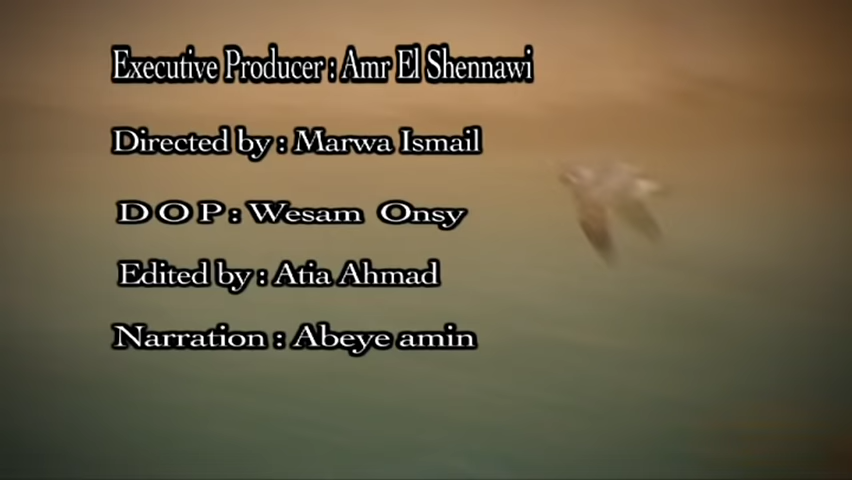 Executive Producer : Amr El Shennawi
Directed by : Marwa Ismail
D O P : Wesam Onsy
Edited by : Atia Ahmad
Narration : Abeye amin